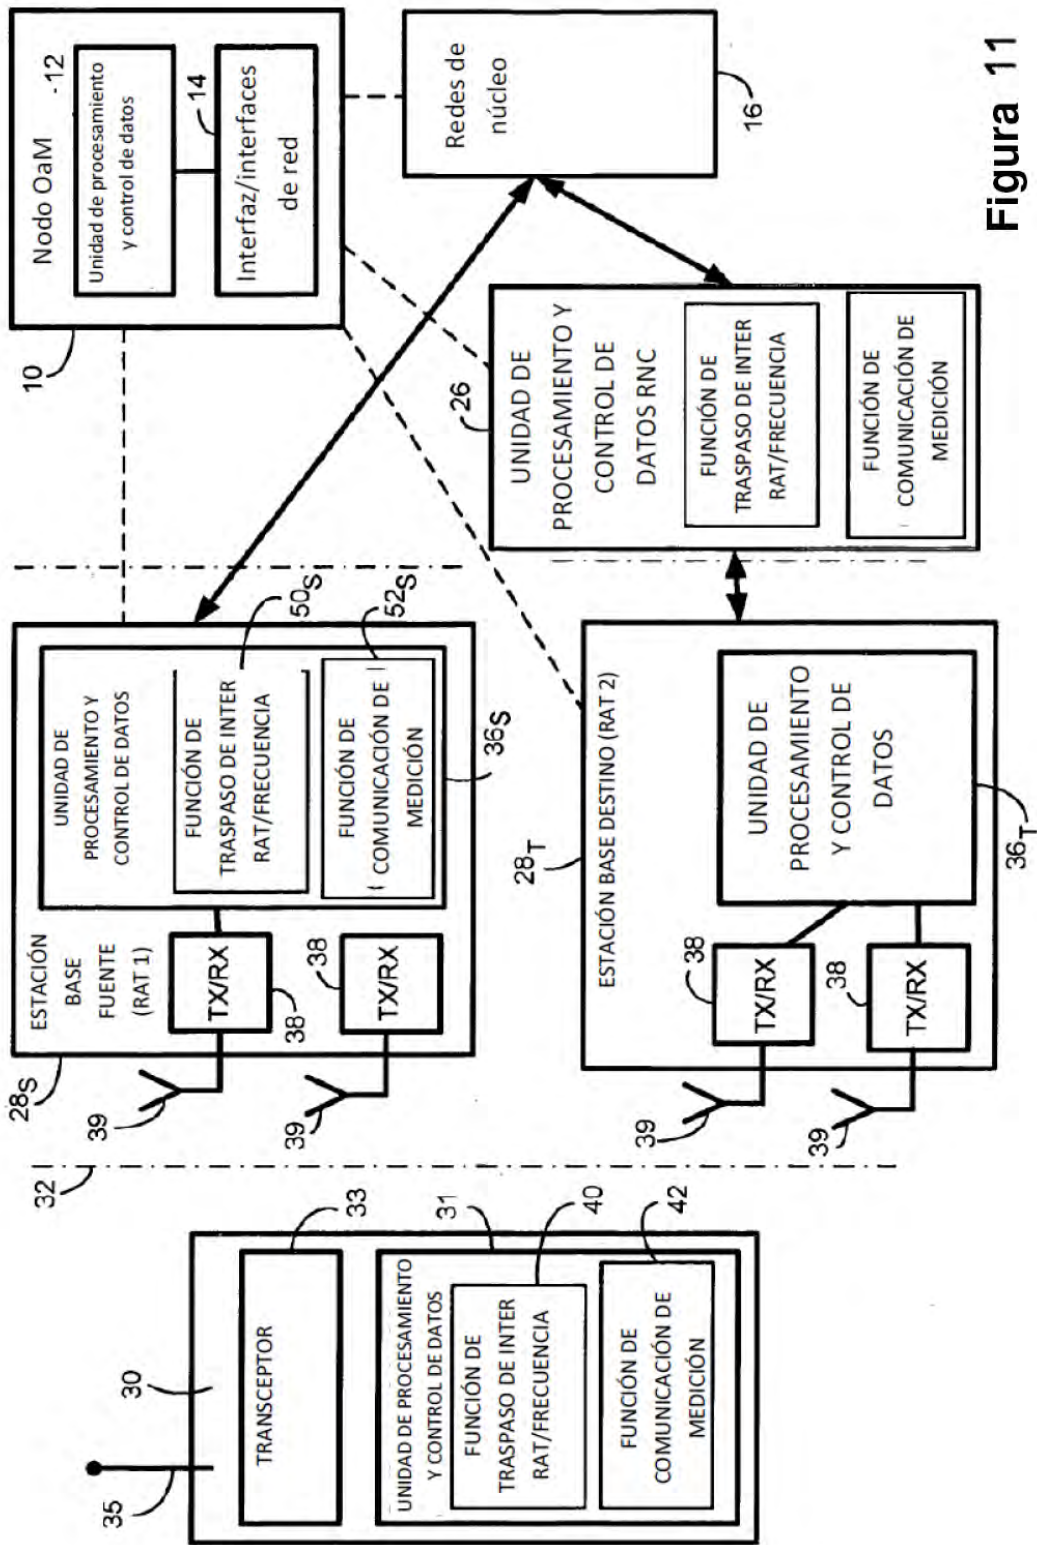 30
35
TRANSCEPTOR
33
UNIDAD DE PROCESAMIENTO
Y CONTROL DE DATOS
31
FUNCIÓN DE
TRASPASO DE INTER
RAT/FRECUENCIA
40
FUNCIÓN DE
COMUNICACIÓN DE
MEDICIÓN
42
32
28S
ESTACIÓN
BASE
FUENTE
(RAT 1)
39
TX/RX
38
39
TX/RX
38
UNIDAD DE
PROCESAMIENTO Y
CONTROL DE DATOS
FUNCIÓN DE
TRASPASO DE INTER
RAT/FRECUENCIA
50S
FUNCIÓN DE
COMUNICACIÓN DE
MEDICIÓN
52S
36S
28T
ESTACIÓN BASE DESTINO (RAT 2)
39
TX/RX
38
39
TX/RX
38
UNIDAD DE
PROCESAMIENTO
Y CONTROL DE
DATOS
36T
10
Nodo OaM
-12
Unidad de procesamiento
y control de datos
14
Interfaz/interfaces
de red
Redes de
núcleo
16
26
UNIDAD DE
PROCESAMIENTO Y
CONTROL DE
DATOS RNC
FUNCIÓN DE
TRASPASO DE INTER
RAT/FRECUENCIA
FUNCIÓN DE
COMUNICACIÓN DE
MEDICIÓN
Figura 11